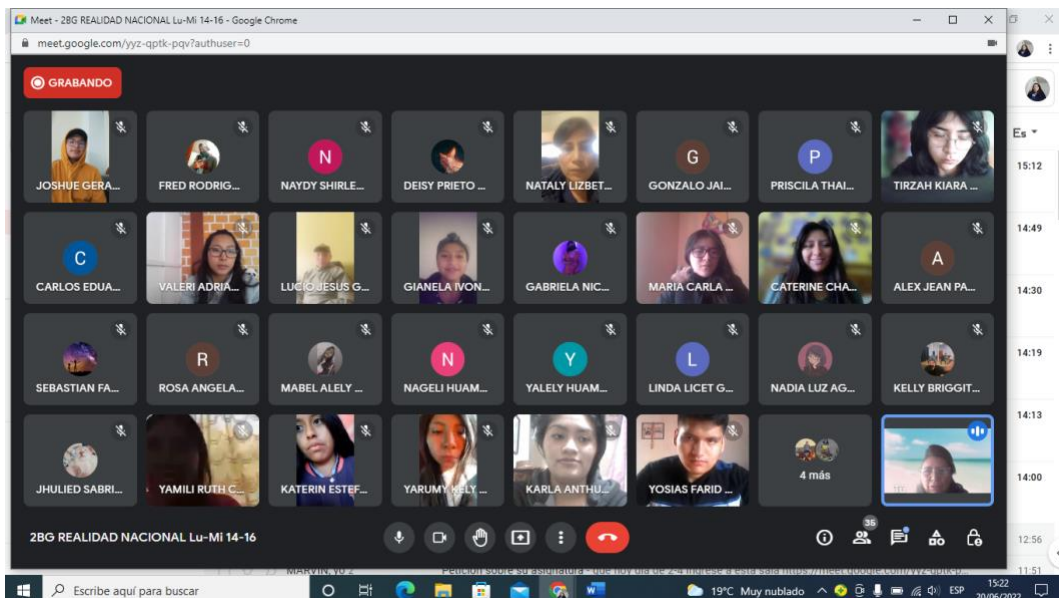 Meet - 2BG REALIDAD NACIONAL Lu-Mi 14-16 - Google Chrome
meet.google.com/yyz-qptk-pqv?authuser=0
GRABANDO
JOSHUE GERA...
FRED RODRIG...
N
NAYDY SHIRLE...
DEISY PRIETO ...
NATALY LIZBET...
G
GONZALO JAI...
P
PRISCILA THAI...
TIRZAH KIARA ...
C
CARLOS EDUA...
VALERI ADRIA...
LUCIO JESUS G...
GIANELA IVON...
GABRIELA NIC...
MARIA CARLA ...
CATERINE CHA...
A
ALEX JEAN PA...
SEBASTIAN FA...
R
ROSA ANGELA...
MABEL ALELY ...
N
NAGELI HUAM...
Y
YALELY HUAM...
L
LINDA LICET G...
NADIA LUZ AG...
KELLY BRIGGIT...
JHULIED SABRI...
YAMILI RUTH C...
KATERIN ESTEF...
YARUMY KELY ...
KARLA ANTHU...
YOSIAS FARID ...
4 más
2BG REALIDAD NACIONAL Lu-Mi 14-16
35
Es
15:12
14:49
14:30
14:19
14:13
14:00
12:56
11:51
Escribe aquí para buscar
19°C Muy nublado
ESP
15:22
20/06/2022